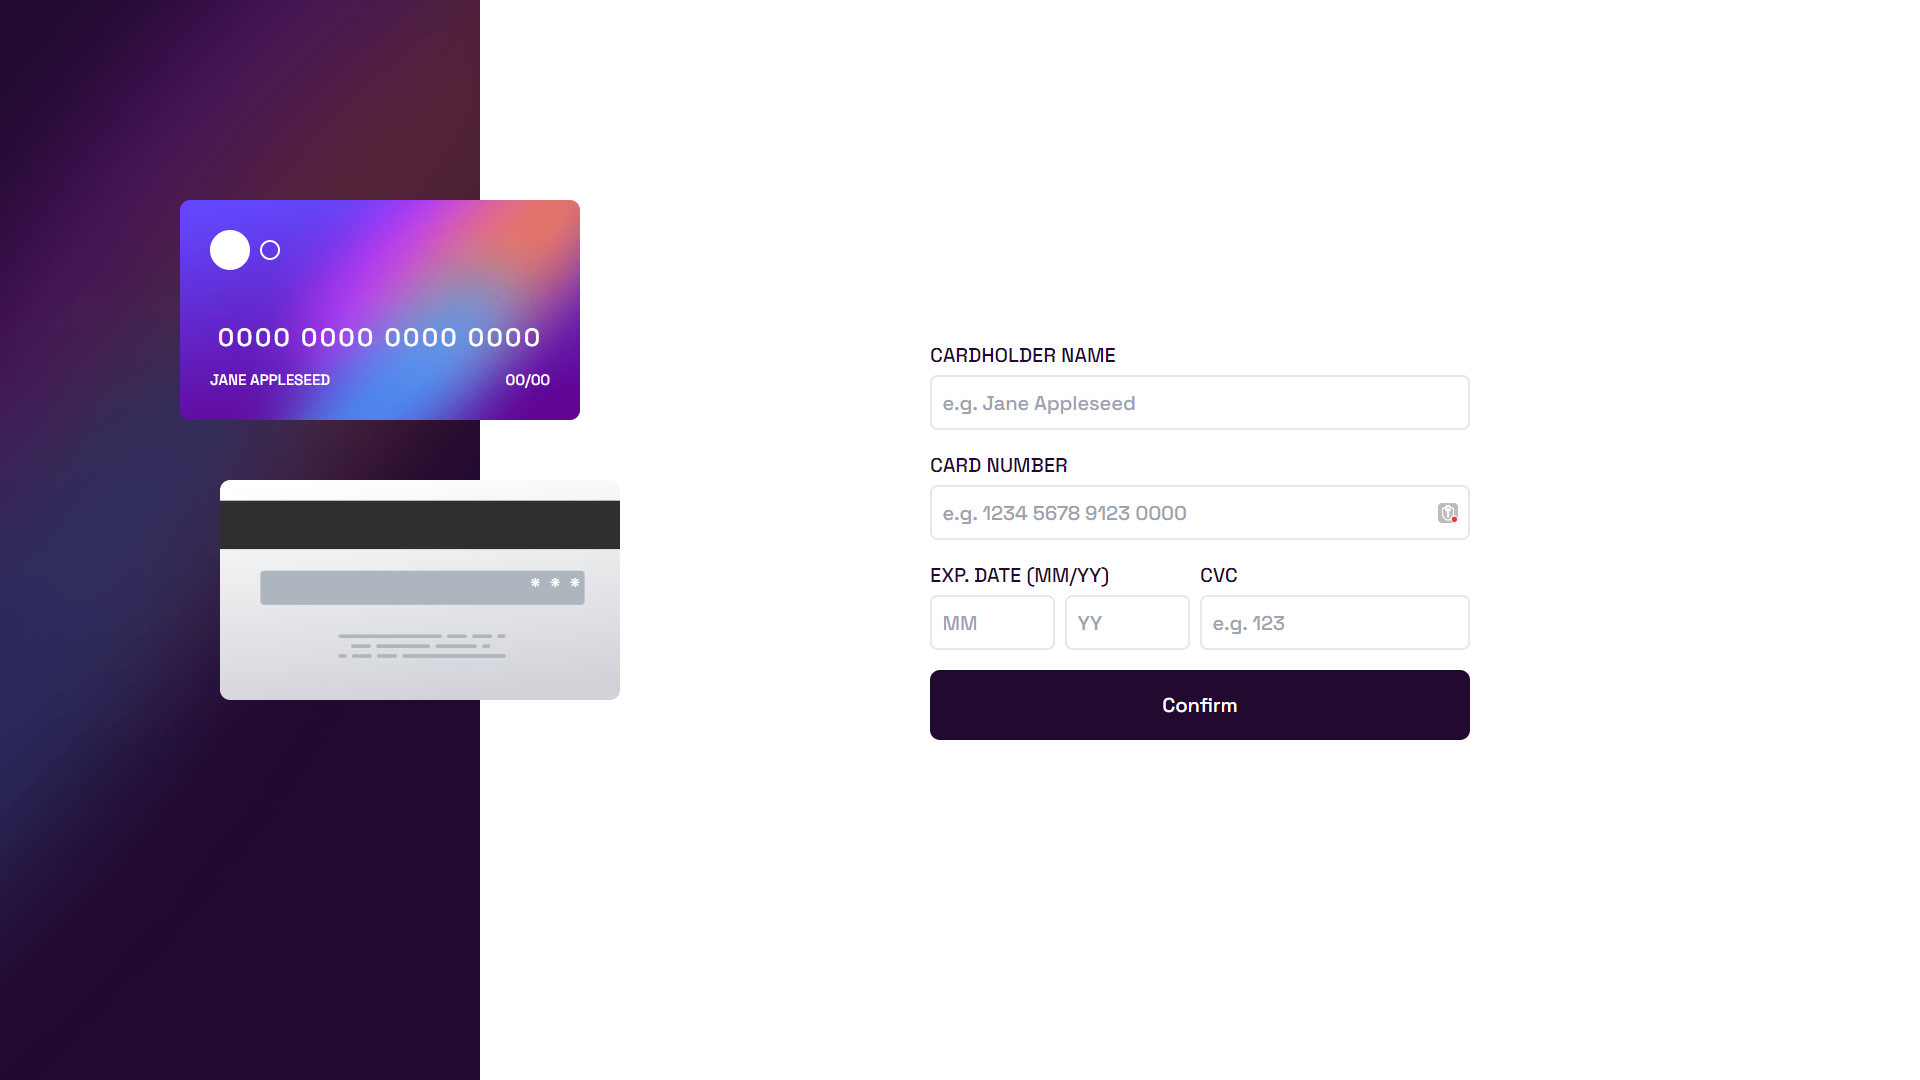 0000 0000 0000 0000
JANE APPLESEED 00/00
* * *
CARDHOLDER NAME
e.g. Jane Appleseed
CARD NUMBER
e.g. 1234 5678 9123 0000
EXP. DATE (MM/YY) CVC
MM YY e.g. 123
Confirm